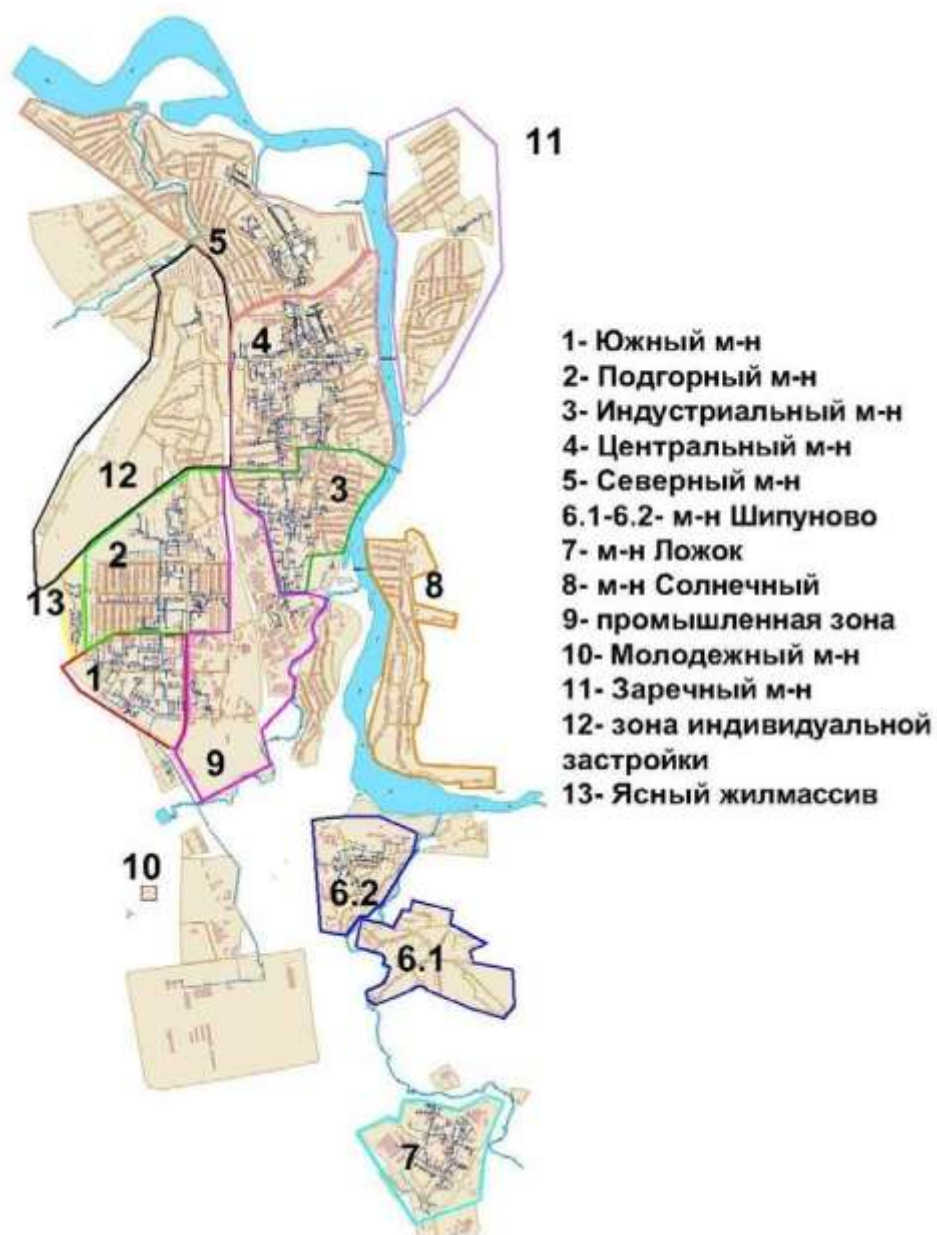 11
5
4
12
3
2
13
8
1
9
10
6.2
6.1
7
1- Южный м-н
2- Подгорный м-н
3- Индустриальный м-н
4- Центральный м-н
5- Северный м-н
6.1-6.2- м-н Шипуново
7- м-н Ложок
8- м-н Солнечный
9- промышленная зона
10- Молодежный м-н
11- Заречный м-н
12- зона индивидуальной
застройки
13- Ясный жилмассив